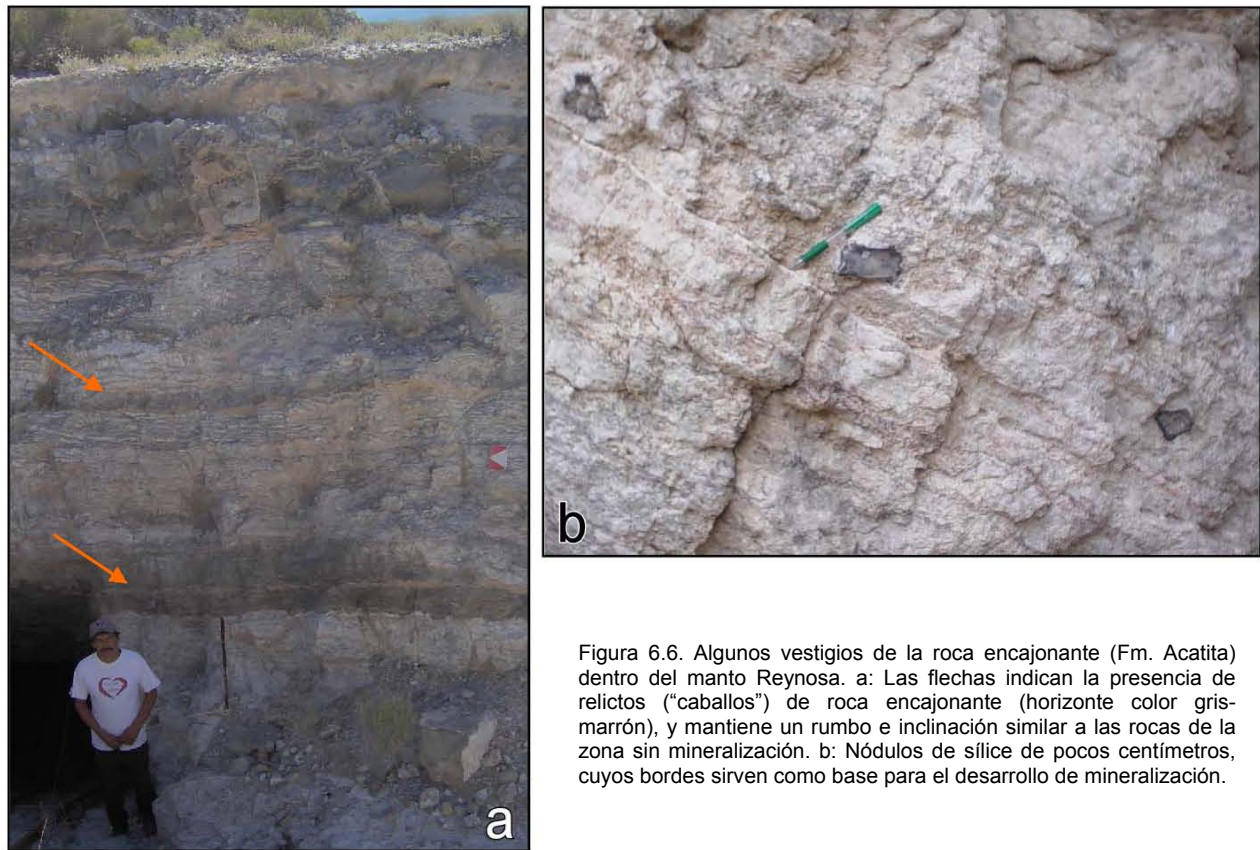 a
b
Figura 6.6. Algunos vestigios de la roca encajonante (Fm. Acatita)
dentro del manto Reynosa. a: Las flechas indican la presencia de
relictos (“caballos”) de roca encajonante (horizonte color gris-
marrón), y mantiene un rumbo e inclinación similar a las rocas de la
zona sin mineralización. b: Nódulos de sílice de pocos centímetros,
cuyos bordes sirven como base para el desarrollo de mineralización.